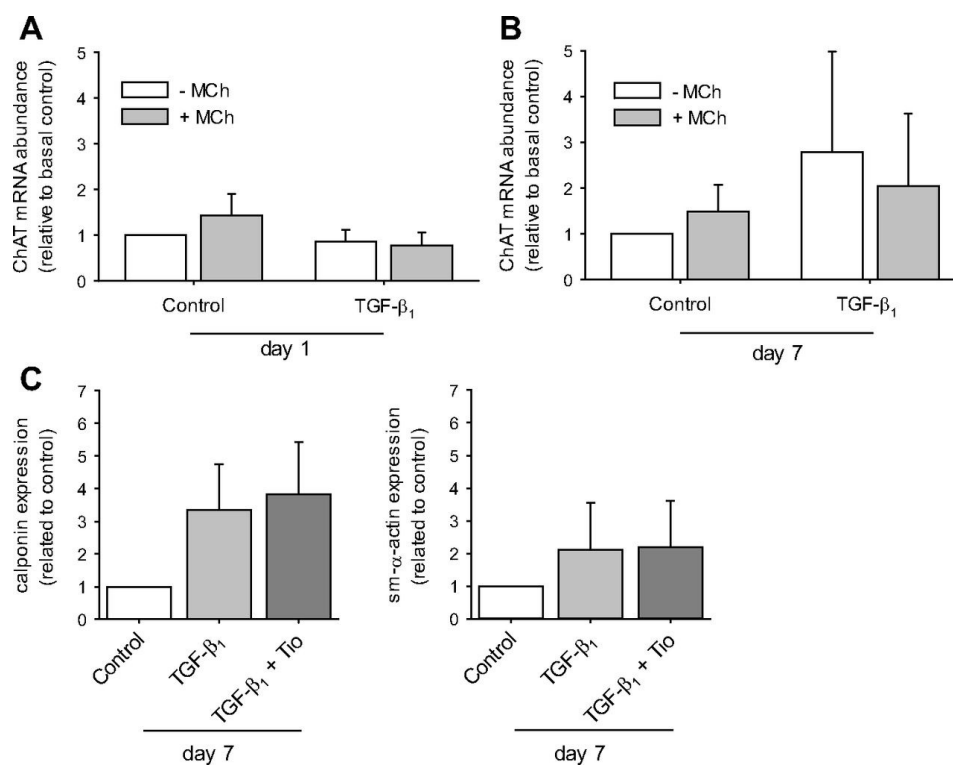 A
ChAT mRNA abundance
(relative to basal control)
5
4
3
2
1
0
- MCh
+ MCh
Control
TGF-β₁
day 1
B
ChAT mRNA abundance
(relative to basal control)
5
4
3
2
1
0
- MCh
+ MCh
Control
TGF-β₁
day 7
C
calponin expression
(related to control)
7
6
5
4
3
2
1
0
Control
TGF-β₁
TGF-β₁ + Tio
day 7
sm-α-actin expression
(related to control)
7
6
5
4
3
2
1
0
Control
TGF-β₁
TGF-β₁ + Tio
day 7